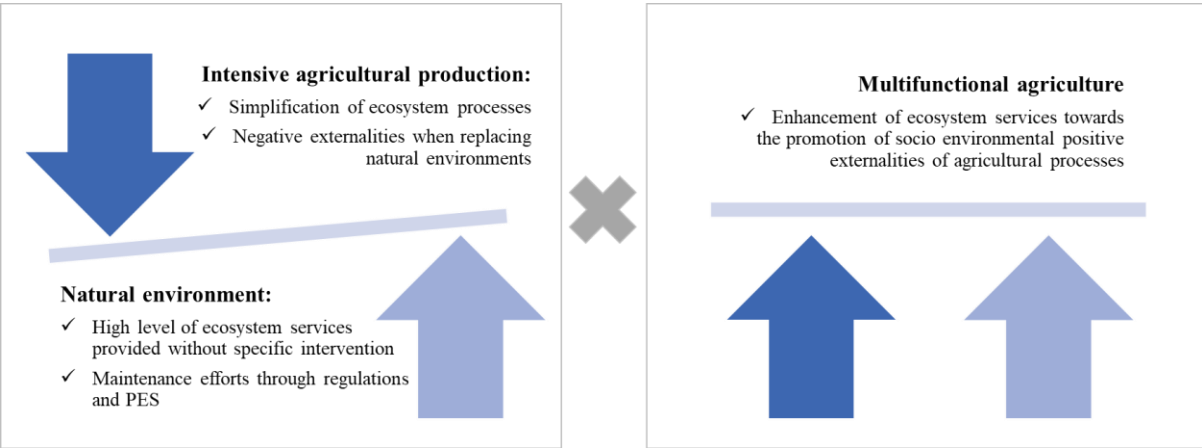 Intensive agricultural production:
✓ Simplification of ecosystem processes
✓ Negative externalities when replacing
natural environments
Natural environment:
✓ High level of ecosystem services
provided without specific intervention
✓ Maintenance efforts through regulations
and PES
Multifunctional agriculture
✓ Enhancement of ecosystem services towards
the promotion of socio environmental positive
externalities of agricultural processes